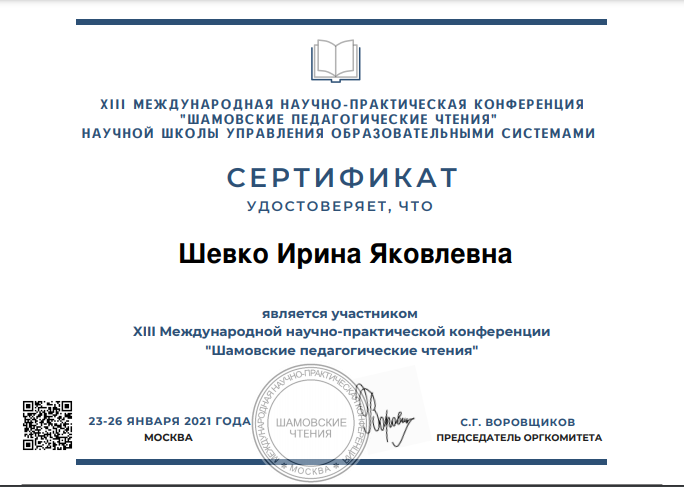 XIII МЕЖДУНАРОДНАЯ НАУЧНО-ПРАКТИЧЕСКАЯ КОНФЕРЕНЦИЯ
"ШАМОВСКИЕ ПЕДАГОГИЧЕСКИЕ ЧТЕНИЯ"
НАУЧНОЙ ШКОЛЫ УПРАВЛЕНИЯ ОБРАЗОВАТЕЛЬНЫМИ СИСТЕМАМИ
СЕРТИФИКАТ
УДОСТОВЕРЯЕТ, ЧТО
Шевко Ирина Яковлевна
является участником
XIII Международной научно-практической конференции
"Шамовские педагогические чтения"
23-26 ЯНВАРЯ 2021 ГОДА
МОСКВА
МЕЖДУНАРОДНАЯ НАУЧНО-ПРАКТИЧЕСКАЯ КОНФЕРЕНЦИЯ
ШАМОВСКИЕ
ЧТЕНИЯ
МОСКВА
С.Г. ВОРОВЩИКОВ
ПРЕДСЕДАТЕЛЬ ОРГКОМИТЕТА